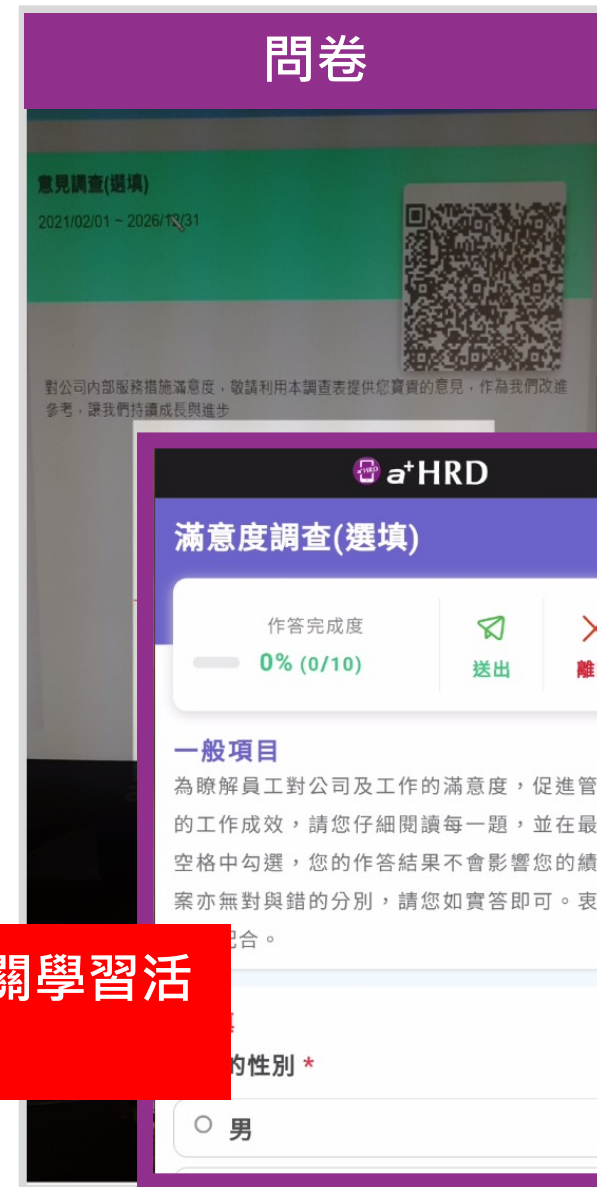 問卷
意見調查(選填)
2021/02/01 ~ 2026/12/31
對公司內部服務措施滿意度，敬請利用本調查表提供您寶貴的意見，作為我們改進
參考，讓我們持續成長與進步
a⁺HRD
滿意度調查(選填)
作答完成度
0% (0/10)
送出
離
一般項目
為瞭解員工對公司及工作的滿意度，促進管
的工作成效，請您仔細閱讀每一題，並在最
空格中勾選，您的作答結果不會影響您的績
案亦無對與錯的分別，請您如實答即可。衷
合。
關學習活
的性別 *
男